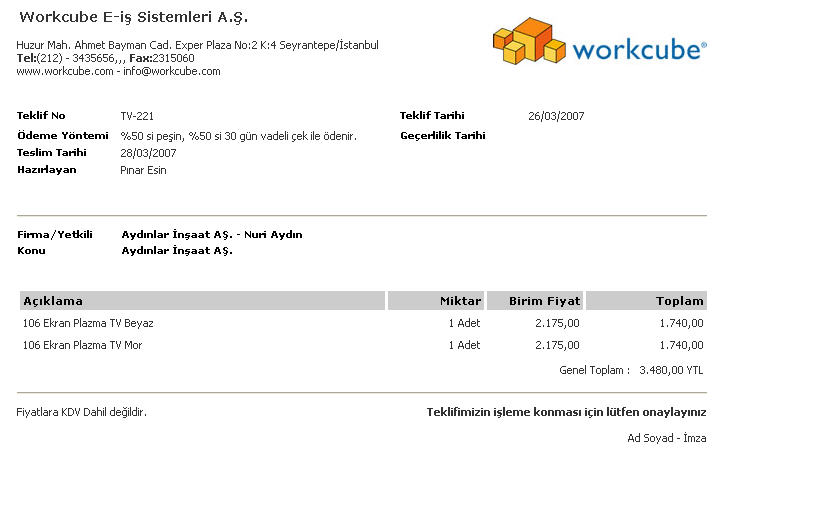 Workcube E-iş Sistemleri A.Ş.
Huzur Mah. Ahmet Bayman Cad. Exper Plaza No:2 K:4 Seyrantepe/İstanbul
Tel:(212) - 3435656,,, Fax:2315060
www.workcube.com - info@workcube.com
workcube®
Teklif No TV-221 Teklif Tarihi 26/03/2007
Ödeme Yöntemi %50 si peşin, %50 si 30 gün vadeli çek ile ödenir. Geçerlilik Tarihi
Teslim Tarihi 28/03/2007
Hazırlayan Pınar Esin
Firma/Yetkili Aydınlar İnşaat AŞ. - Nuri Aydın
Konu Aydınlar İnşaat AŞ.
Açıklama Miktar Birim Fiyat Toplam
106 Ekran Plazma TV Beyaz 1 Adet 2.175,00 1.740,00
106 Ekran Plazma TV Mor 1 Adet 2.175,00 1.740,00
Genel Toplam : 3.480,00 YTL
Fiyatlara KDV Dahil değildir. Teklifimizin işleme konması için lütfen onaylayınız
Ad Soyad - İmza